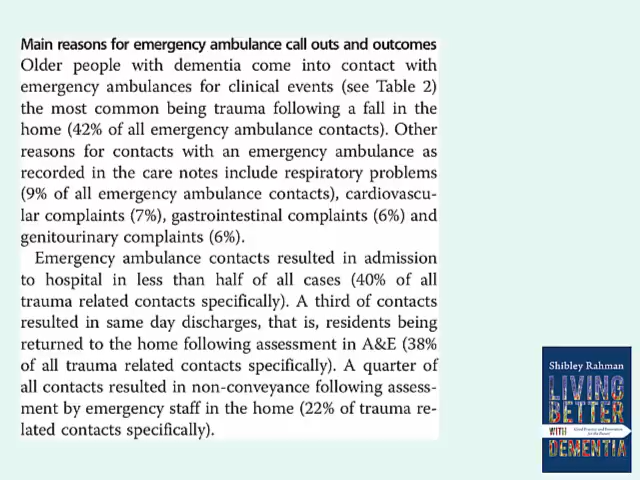 Main reasons for emergency ambulance call outs and outcomes
Older people with dementia come into contact with
emergency ambulances for clinical events (see Table 2)
the most common being trauma following a fall in the
home (42% of all emergency ambulance contacts). Other
reasons for contacts with an emergency ambulance as
recorded in the care notes include respiratory problems
(9% of all emergency ambulance contacts), cardiovascu-
lar complaints (7%), gastrointestinal complaints (6%) and
genitourinary complaints (6%).
Emergency ambulance contacts resulted in admission
to hospital in less than half of all cases (40% of all
trauma related contacts specifically). A third of contacts
resulted in same day discharges, that is, residents being
returned to the home following assessment in A&E (38%
of all trauma related contacts specifically). A quarter of
all contacts resulted in non-conveyance following assess-
ment by emergency staff in the home (22% of trauma re-
lated contacts specifically).
Shibley Rahman
LIVING
BETTER
WITH
DEMENTIA